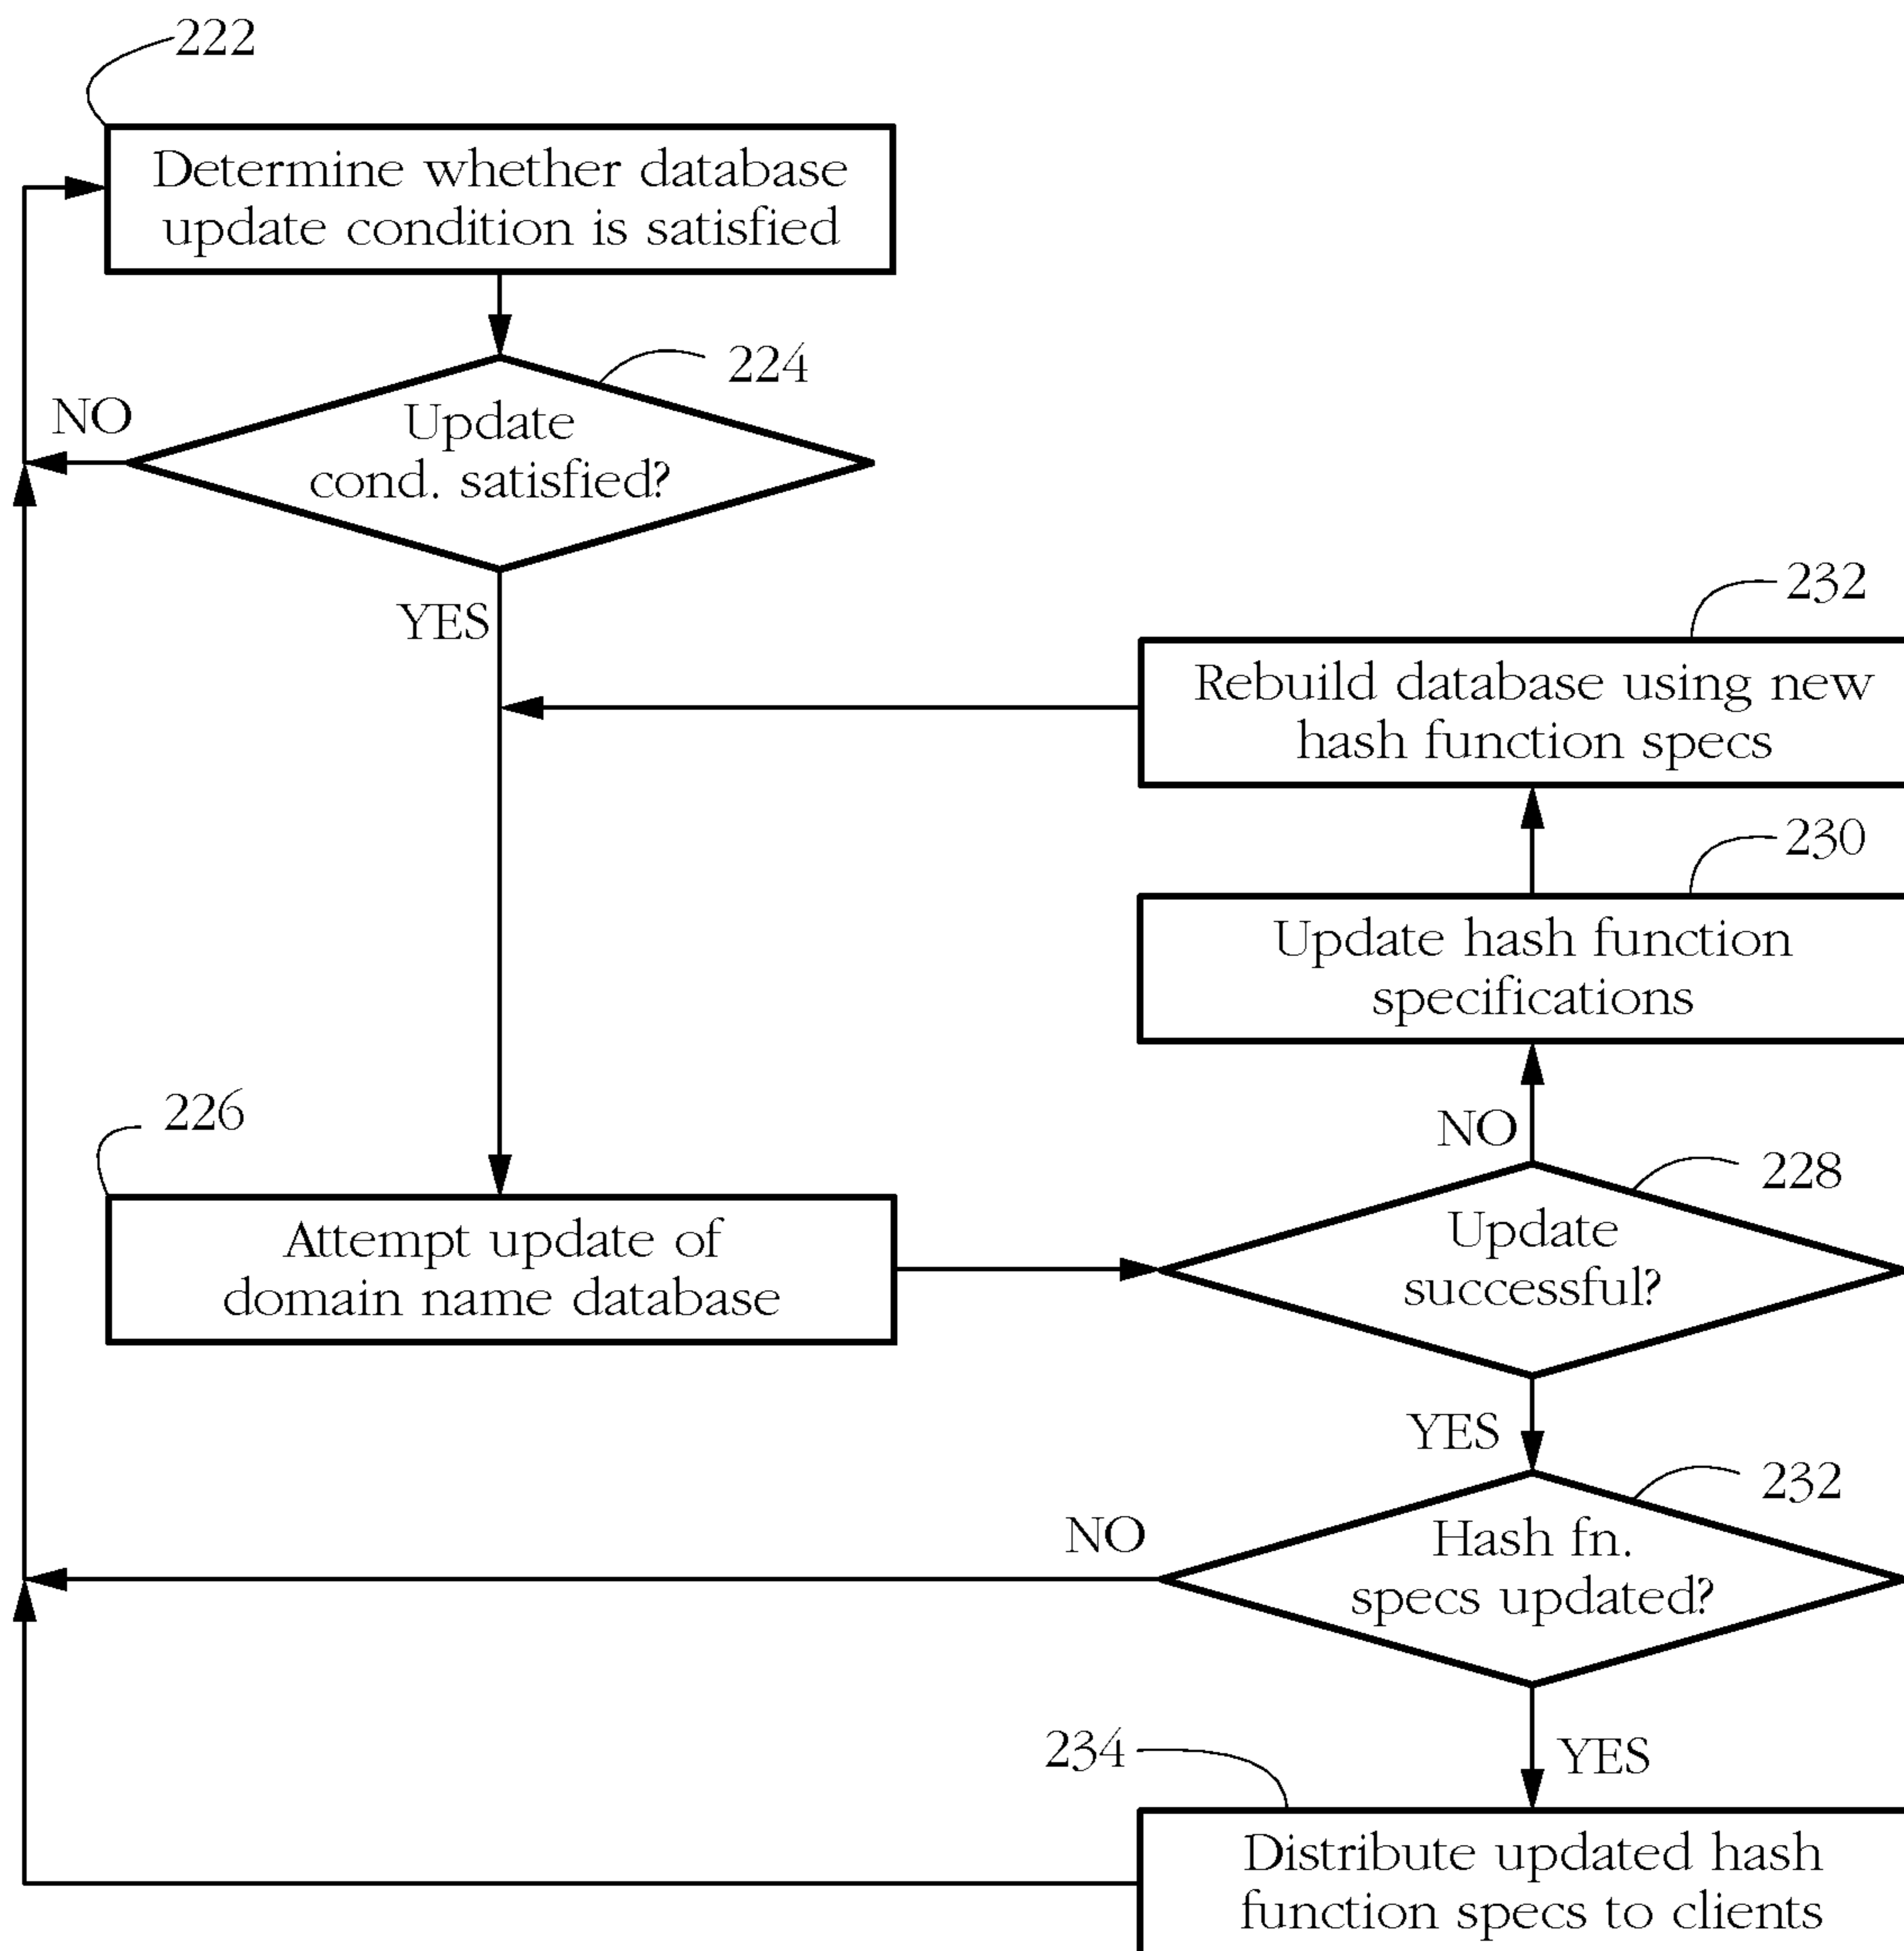 222
Determine whether database
update condition is satisfied
224
NO
Update
cond. satisfied?
YES
232
Rebuild database using new
hash function specs
230
Update hash function
specifications
226
NO
228
Attempt update of
domain name database
Update
successful?
YES
232
NO
Hash fn.
specs updated?
234
YES
Distribute updated hash
function specs to clients